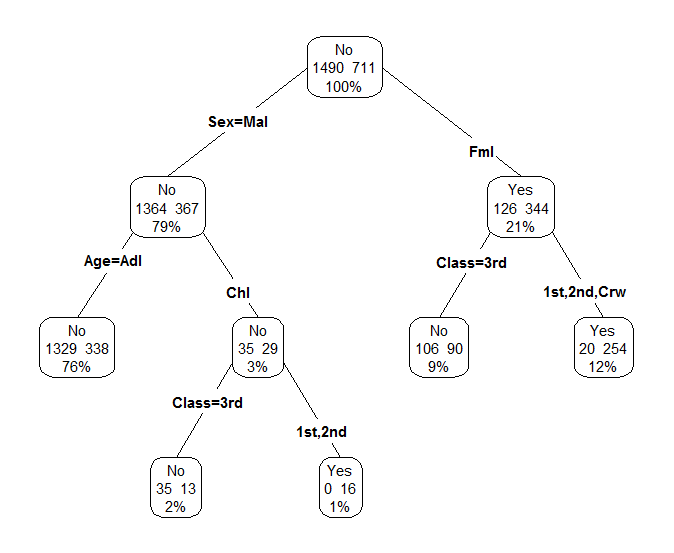 No
1490 711
100%
Sex=Mal
Fml
No
1364 367
79%
Yes
126 344
21%
Age=Adl
Chl
Class=3rd
1st,2nd,Crw
No
1329 338
76%
No
35 29
3%
No
106 90
9%
Yes
20 254
12%
Class=3rd
1st,2nd
No
35 13
2%
Yes
0 16
1%